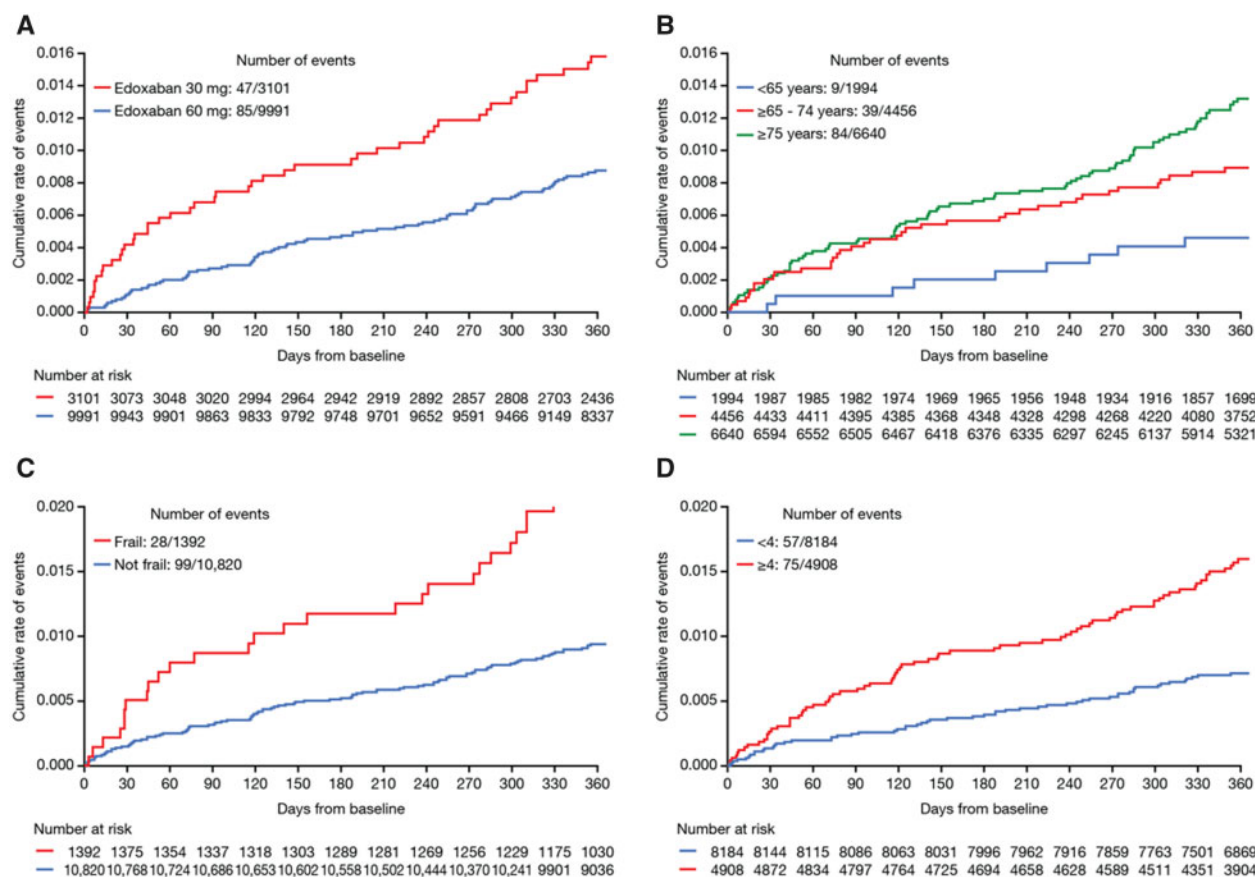 A
Number of events
Edoxaban 30 mg: 47/3101
Edoxaban 60 mg: 85/9991
Cumulative rate of events
0.016
0.014
0.012
0.010
0.008
0.006
0.004
0.002
0.000
0 30 60 90 120 150 180 210 240 270 300 330 360
Days from baseline
Number at risk
3101 3073 3048 3020 2994 2964 2942 2919 2892 2857 2808 2703 2436
9991 9943 9901 9863 9833 9792 9748 9701 9652 9591 9466 9149 8337
B
Number of events
<65 years: 9/1994
≥65 - 74 years: 39/4456
≥75 years: 84/6640
Cumulative rate of events
0.016
0.014
0.012
0.010
0.008
0.006
0.004
0.002
0.000
0 30 60 90 120 150 180 210 240 270 300 330 360
Days from baseline
Number at risk
1994 1987 1985 1982 1974 1969 1965 1956 1948 1934 1916 1857 1699
4456 4433 4411 4395 4385 4368 4348 4328 4298 4268 4220 4080 3752
6640 6594 6552 6505 6467 6418 6376 6335 6297 6245 6137 5914 5321
C
Number of events
Frail: 28/1392
Not frail: 99/10,820
Cumulative rate of events
0.020
0.015
0.010
0.005
0.000
0 30 60 90 120 150 180 210 240 270 300 330 360
Days from baseline
Number at risk
1392 1375 1354 1337 1318 1303 1289 1281 1269 1256 1229 1175 1030
10,820 10,768 10,724 10,686 10,653 10,602 10,558 10,502 10,444 10,370 10,241 9901 9036
D
Number of events
<4: 57/8184
≥4: 75/4908
Cumulative rate of events
0.020
0.015
0.010
0.005
0.000
0 30 60 90 120 150 180 210 240 270 300 330 360
Days from baseline
Number at risk
8184 8144 8115 8086 8063 8031 7996 7962 7916 7859 7763 7501 6869
4908 4872 4834 4797 4764 4725 4694 4658 4628 4589 4511 4351 3904